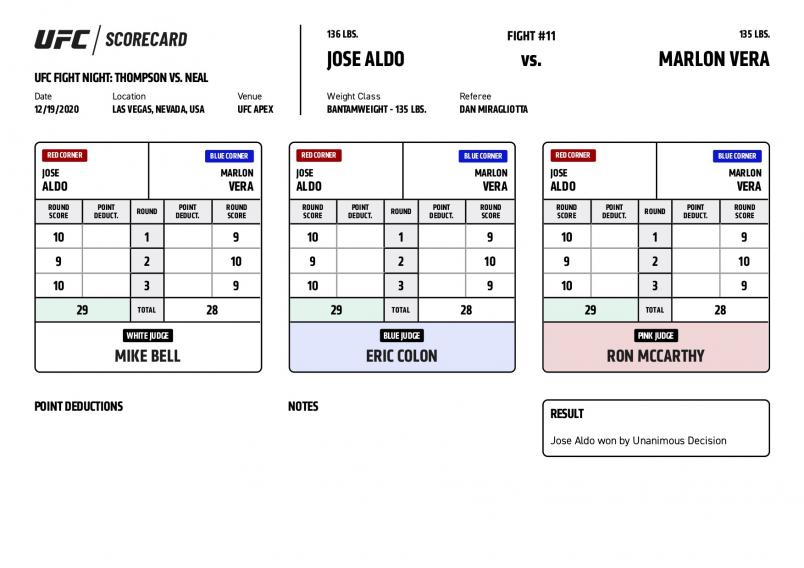 UFC / SCORECARD
UFC FIGHT NIGHT: THOMPSON VS. NEAL
Date Location Venue
12/19/2020 LAS VEGAS, NEVADA, USA UFC APEX
136 LBS. FIGHT #11 135 LBS.
JOSE ALDO vs. MARLON VERA
Weight Class Referee
BANTAMWEIGHT - 135 LBS. DAN MIRAGLIOTTA
RED CORNER BLUE CORNER
JOSE MARLON
ALDO VERA
ROUND SCORE POINT DEDUCT. ROUND POINT DEDUCT. ROUND SCORE
10 1 9
9 2 10
10 3 9
29 TOTAL 28
WHITE JUDGE
MIKE BELL
RED CORNER BLUE CORNER
JOSE MARLON
ALDO VERA
ROUND SCORE POINT DEDUCT. ROUND POINT DEDUCT. ROUND SCORE
10 1 9
9 2 10
10 3 9
29 TOTAL 28
BLUE JUDGE
ERIC COLON
RED CORNER BLUE CORNER
JOSE MARLON
ALDO VERA
ROUND SCORE POINT DEDUCT. ROUND POINT DEDUCT. ROUND SCORE
10 1 9
9 2 10
10 3 9
29 TOTAL 28
PINK JUDGE
RON MCCARTHY
POINT DEDUCTIONS
NOTES
RESULT
Jose Aldo won by Unanimous Decision